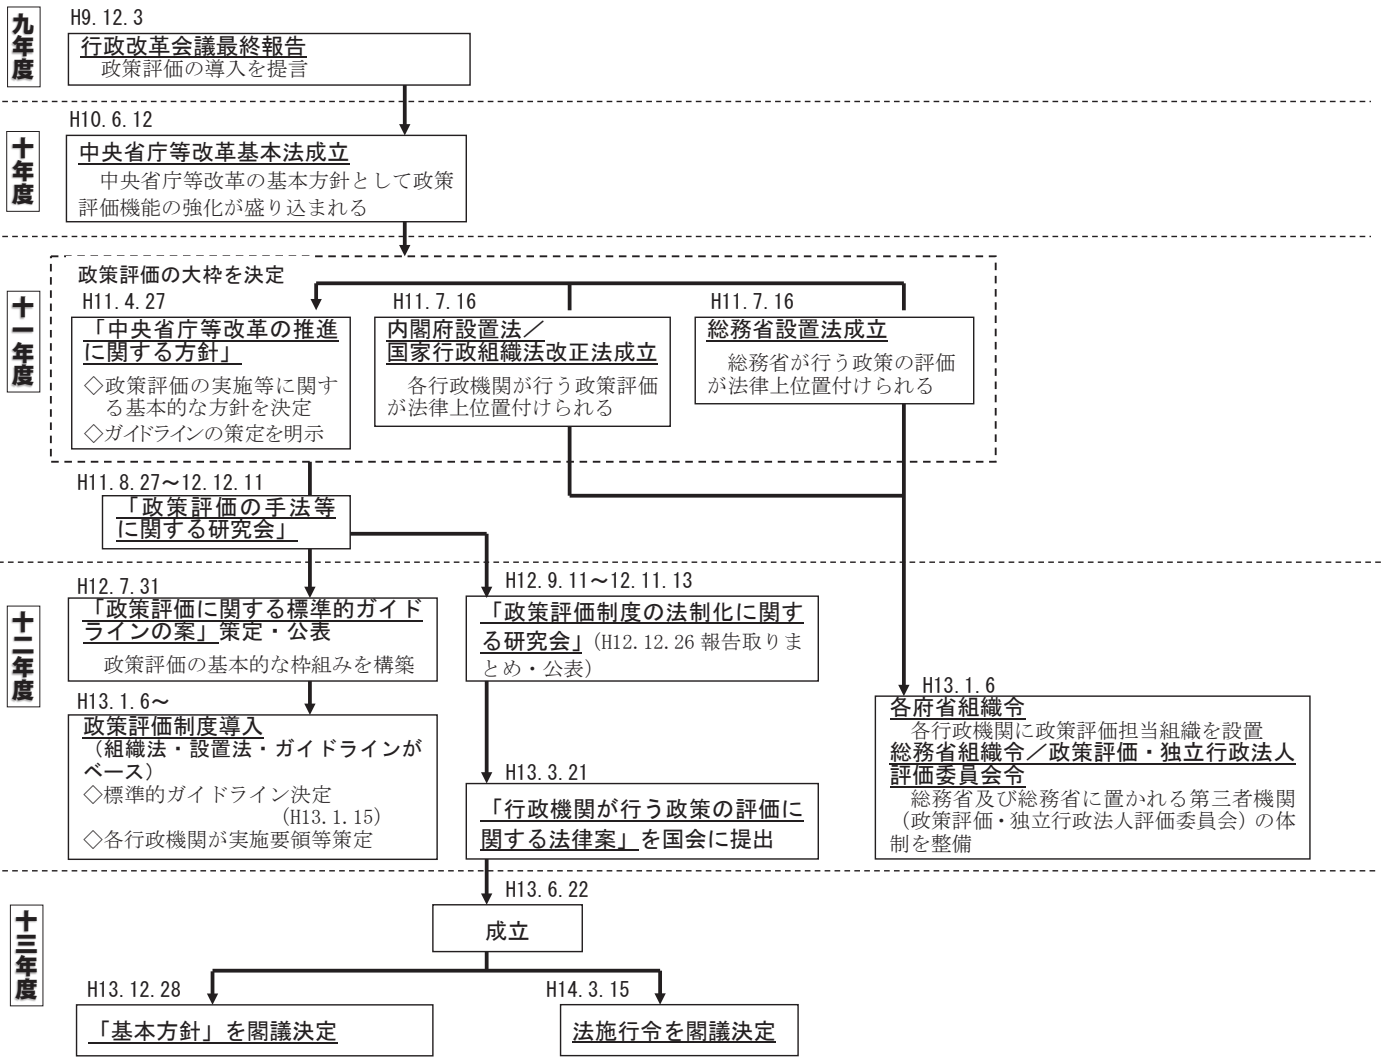 九年度
H9.12.3
行政改革会議最終報告
政策評価の導入を提言
十年度
H10.6.12
中央省庁等改革基本法成立
中央省庁等改革の基本方針として政策
評価機能の強化が盛り込まれる
十一年度
政策評価の大枠を決定
H11.4.27
「中央省庁等改革の推進
に関する方針」
◇政策評価の実施等に関す
る基本的な方針を決定
◇ガイドラインの策定を明示
H11.7.16
内閣府設置法／
国家行政組織法改正法成立
各行政機関が行う政策評価
が法律上位置付けられる
H11.7.16
総務省設置法成立
総務省が行う政策の評価
が法律上位置付けられる
H11.8.27～12.12.11
「政策評価の手法等
に関する研究会」
十二年度
H12.7.31
「政策評価に関する標準的ガイド
ラインの案」策定・公表
政策評価の基本的な枠組みを構築
H13.1.6～
政策評価制度導入
（組織法・設置法・ガイドラインが
ベース）
◇標準的ガイドライン決定
(H13.1.15)
◇各行政機関が実施要領等策定
H12.9.11～12.11.13
「政策評価制度の法制化に関す
る研究会」(H12.12.26 報告取りま
とめ・公表)
H13.3.21
「行政機関が行う政策の評価に
関する法律案」を国会に提出
H13.1.6
各府省組織令
各行政機関に政策評価担当組織を設置
総務省組織令／政策評価・独立行政法人
評価委員会令
総務省及び総務省に置かれる第三者機関
（政策評価・独立行政法人評価委員会）の体
制を整備
十三年度
H13.6.22
成立
H13.12.28
「基本方針」を閣議決定
H14.3.15
法施行令を閣議決定